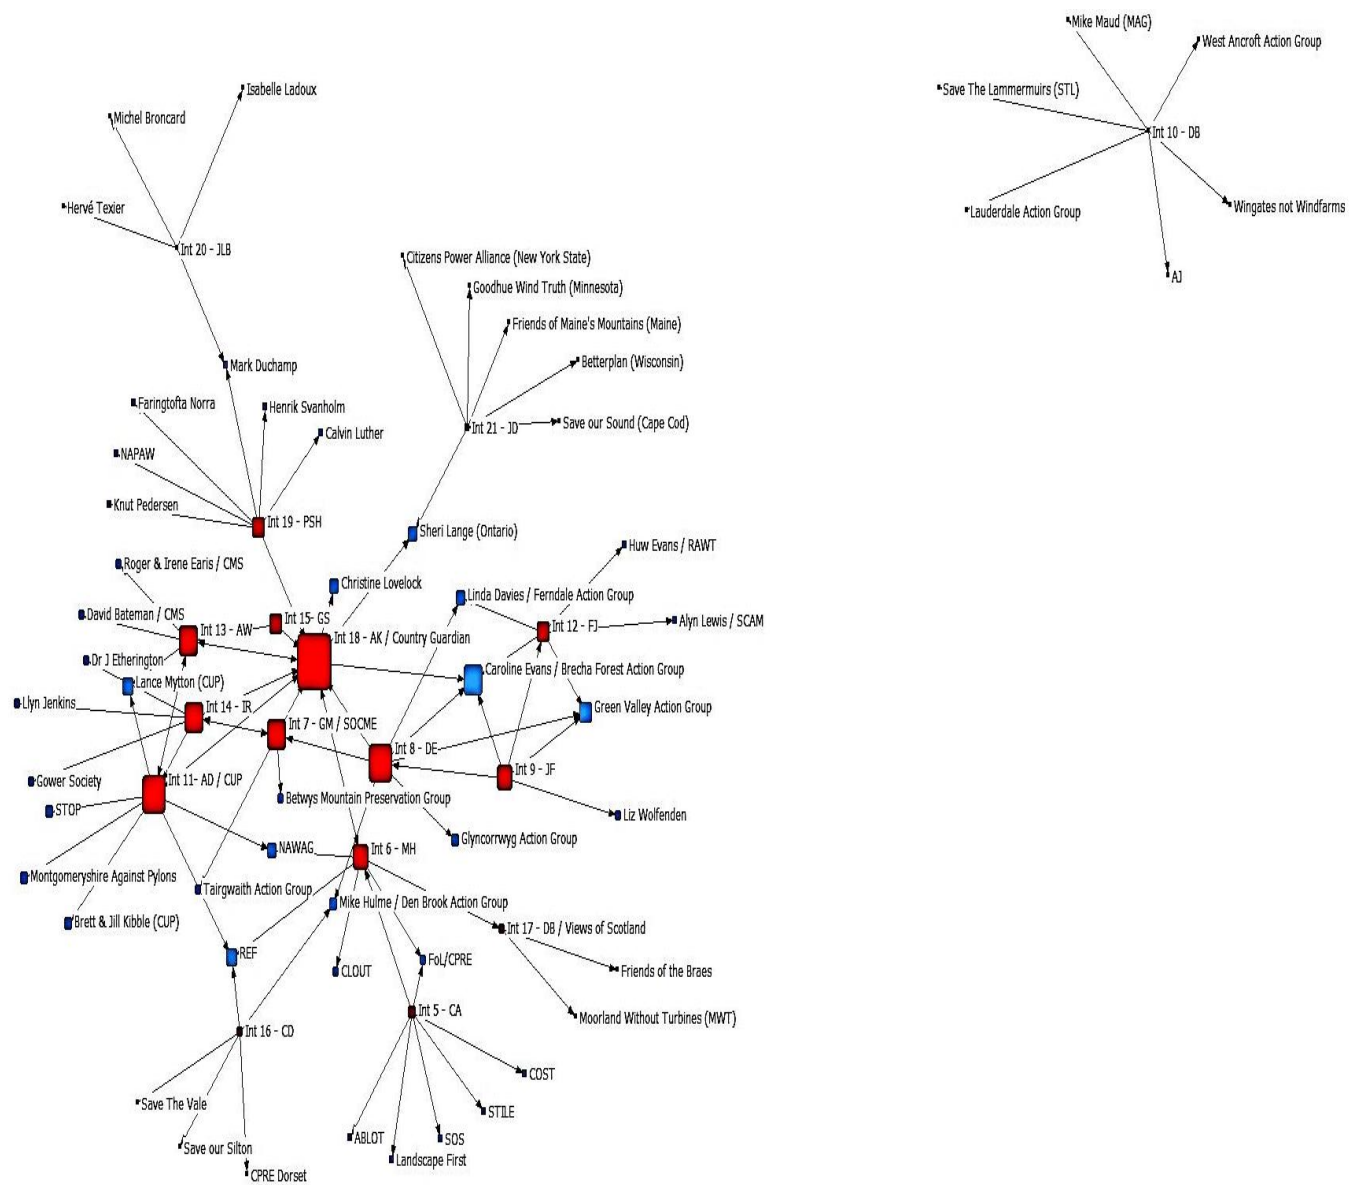 Mike Maud (MAG)
West Ancroft Action Group
Isabelle Ladoux
Save The Lammermuirs (STL)
Michel Broncard
Int 10 - DB
Hervé Texier
Lauderdale Action Group
Wingates not Windfarms
Int 20 - JLB
Citizens Power Alliance (New York State)
AJ
Goodhue Wind Truth (Minnesota)
Friends of Maine's Mountains (Maine)
Mark Duchamp
Betterplan (Wisconsin)
Faringtofta Norra
Henrik Svanholm
Calvin Luther
Int 21 - JD
Save our Sound (Cape Cod)
NAPAW
Knut Pedersen
Int 19 - PSH
Sheri Lange (Ontario)
Huw Evans / RAWT
Roger & Irene Earis / CMS
Christine Lovelock
Linda Davies / Ferndale Action Group
David Bateman / CMS
Int 15- GS
Int 13 - AW
Int 18 - AK / Country Guardian
Int 12 - FJ
Alyn Lewis / SCAM
Dr J Etherington
Caroline Evans / Brecha Forest Action Group
Lance Mytton (CUP)
Llyn Jenkins
Int 14 - IR
Green Valley Action Group
Int 7 - GM / SOCME
Int 8 - DE
Int 9 - JF
Gower Society
Int 11- AD / CUP
Betwys Mountain Preservation Group
STOP
Liz Wolfenden
Glyncorrwyg Action Group
NAWAG
Int 6 - MH
Montgomeryshire Against Pylons
Tairgwaith Action Group
Mike Hulme / Den Brook Action Group
Brett & Jill Kibble (CUP)
Int 17 - DB / Views of Scotland
REF
FoL/CPRE
CLOUT
Friends of the Braes
Int 5 - CA
Moorland Without Turbines (MWT)
Int 16 - CD
COST
Save The Vale
STILE
ABLOT
SOS
Save our Silton
Landscape First
CPRE Dorset